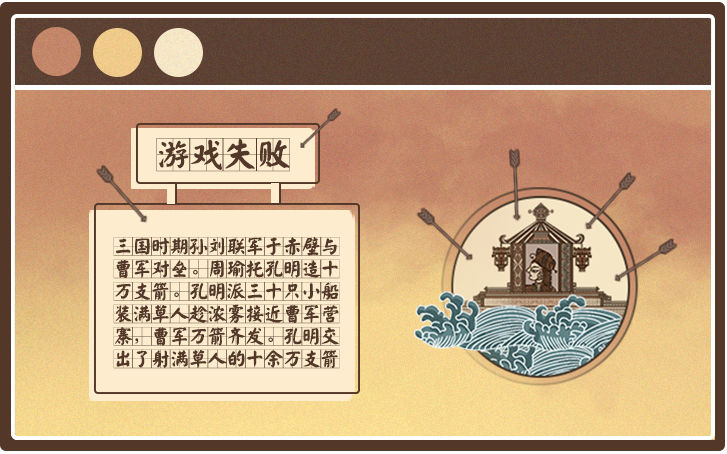 游戏失败
三国时期孙刘联军于赤壁与
曹军对垒。周瑜托孔明造十
万支箭。孔明派三十只小船
装满草人趁浓雾接近曹军营
寨，曹军万箭齐发。孔明交
出了射满草人的十余万支箭